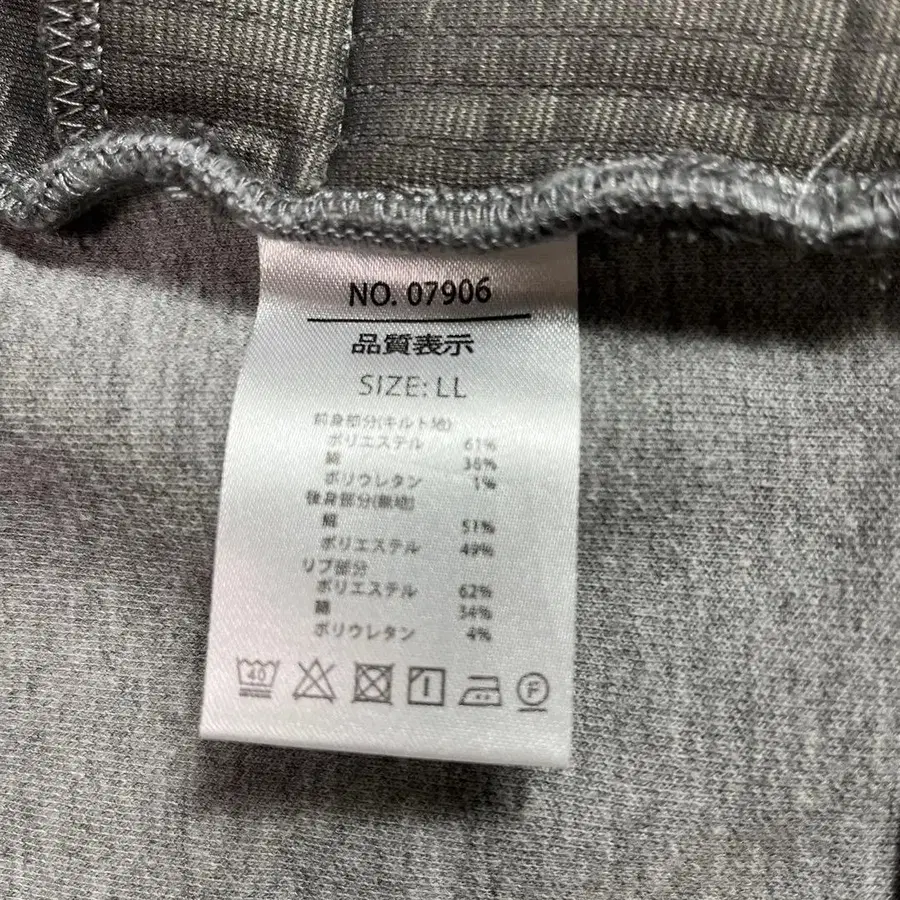 NO. 07906
品質表示
SIZE: LL
前身部分(キルト地)
ポリエステル 61%
綿 38%
ポリウレタン 1%
後身部分(無地)
綿 51%
ポリエステル 49%
リブ部分
ポリエステル 62%
綿 34%
ポリウレタン 4%
40
F